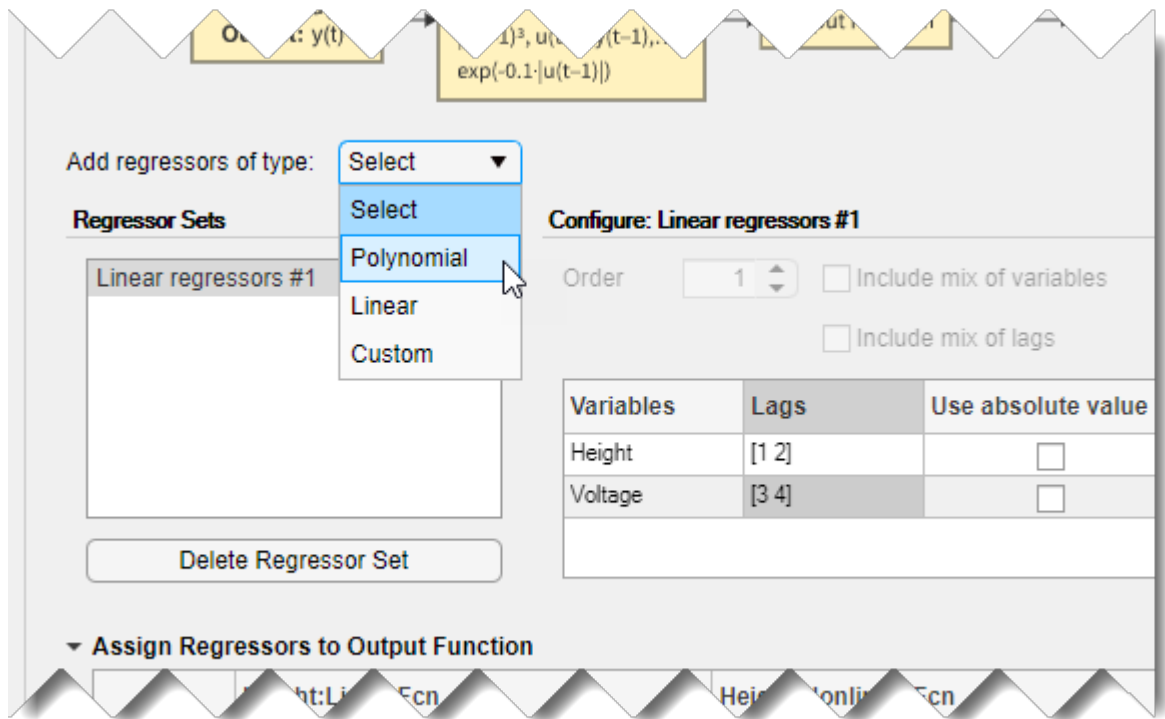 y(t)
y(t–1),
exp(-0.1·|u(t–1)|)
Add regressors of type: Select
Select
Polynomial
Linear
Custom
Regressor Sets
Linear regressors #1
Delete Regressor Set
Configure: Linear regressors #1
Order 1 Include mix of variables
Include mix of lags
Variables Lags Use absolute value
Height [1 2]
Voltage [3 4]
Assign Regressors to Output Function